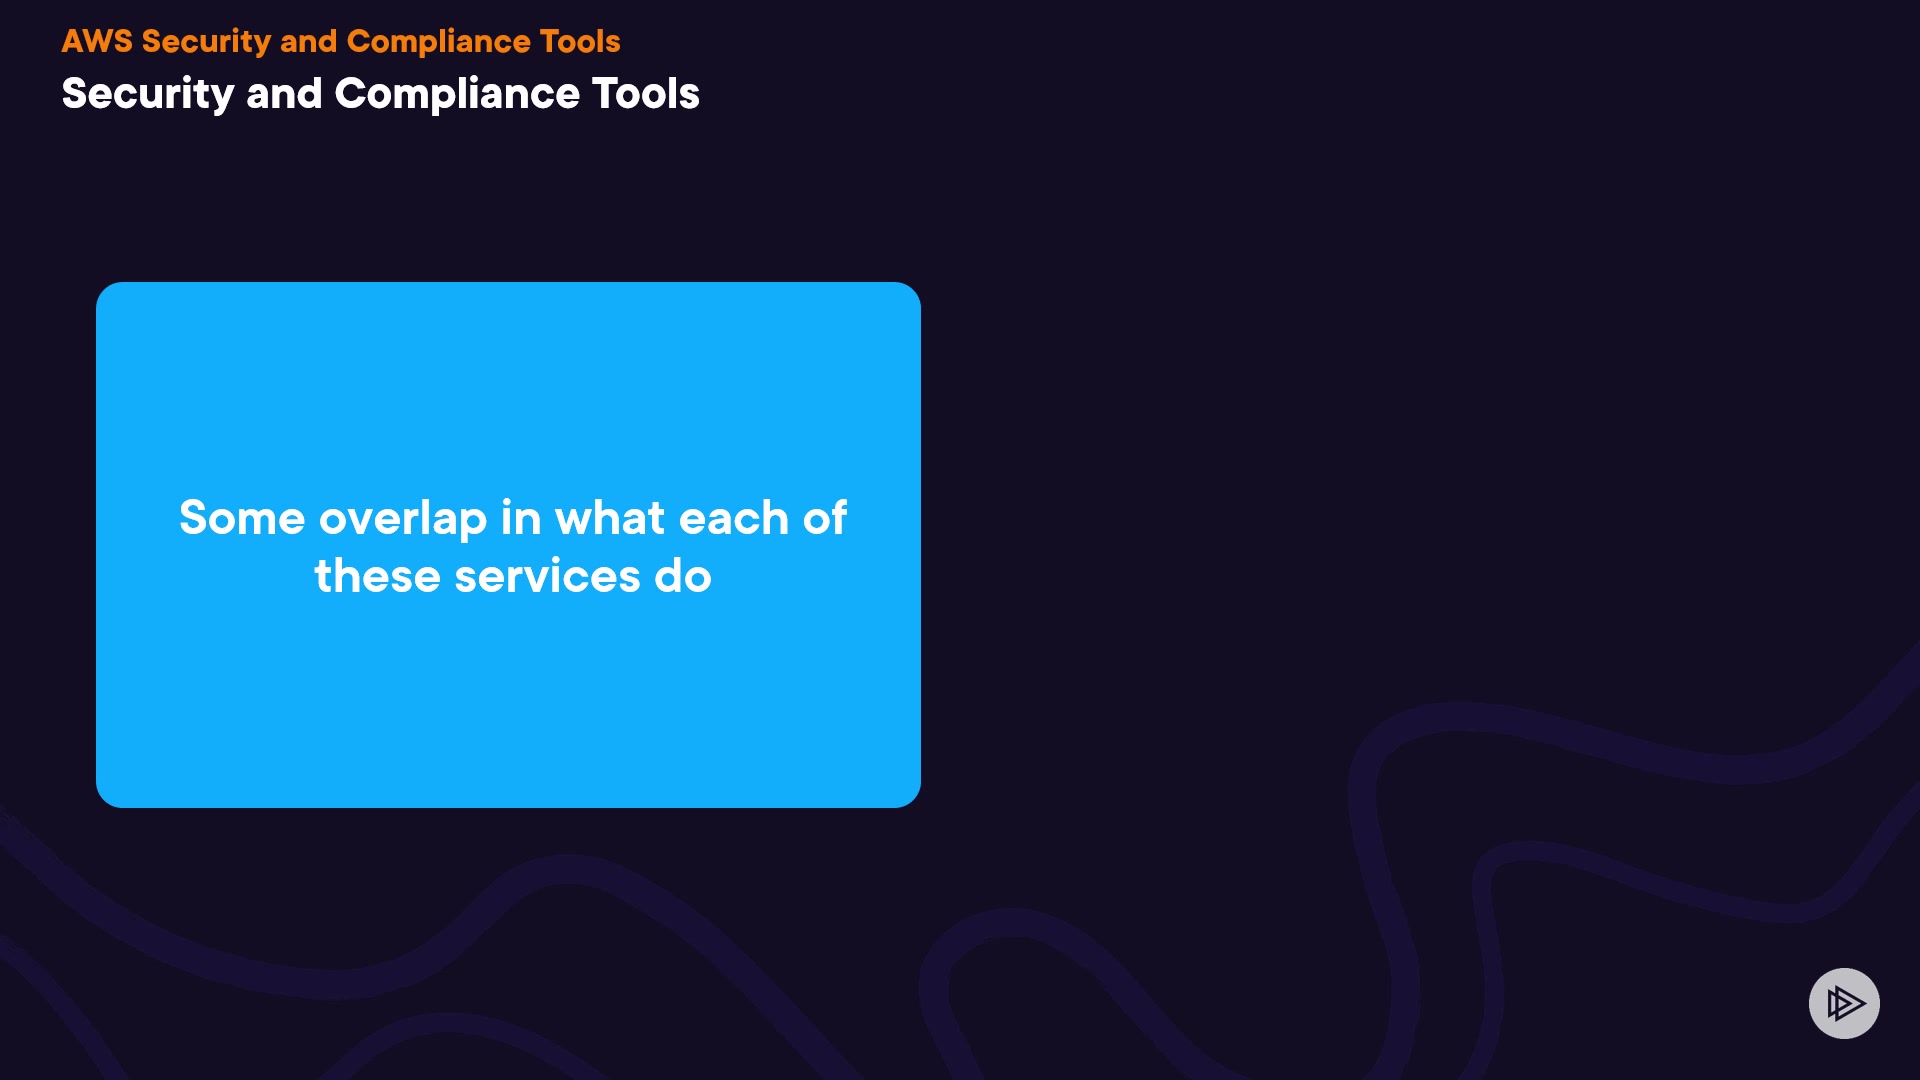 AWS Security and Compliance Tools
Security and Compliance Tools
Some overlap in what each of
these services do